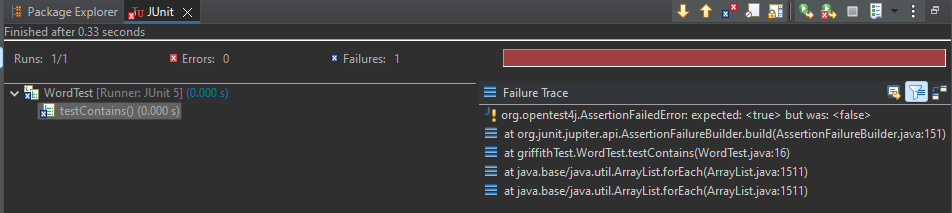 Package Explorer JUnit
Finished after 0.33 seconds
Runs: 1/1 Errors: 0 Failures: 1
WordTest [Runner: JUnit 5] (0.000 s)
testContains() (0.000 s)
Failure Trace
org.opentest4j.AssertionFailedError: expected: <true> but was: <false>
at org.junit.jupiter.api.AssertionFailureBuilder.build(AssertionFailureBuilder.java:151)
at griffithTest.WordTest.testContains(WordTest.java:16)
at java.base/java.util.ArrayList.forEach(ArrayList.java:1511)
at java.base/java.util.ArrayList.forEach(ArrayList.java:1511)